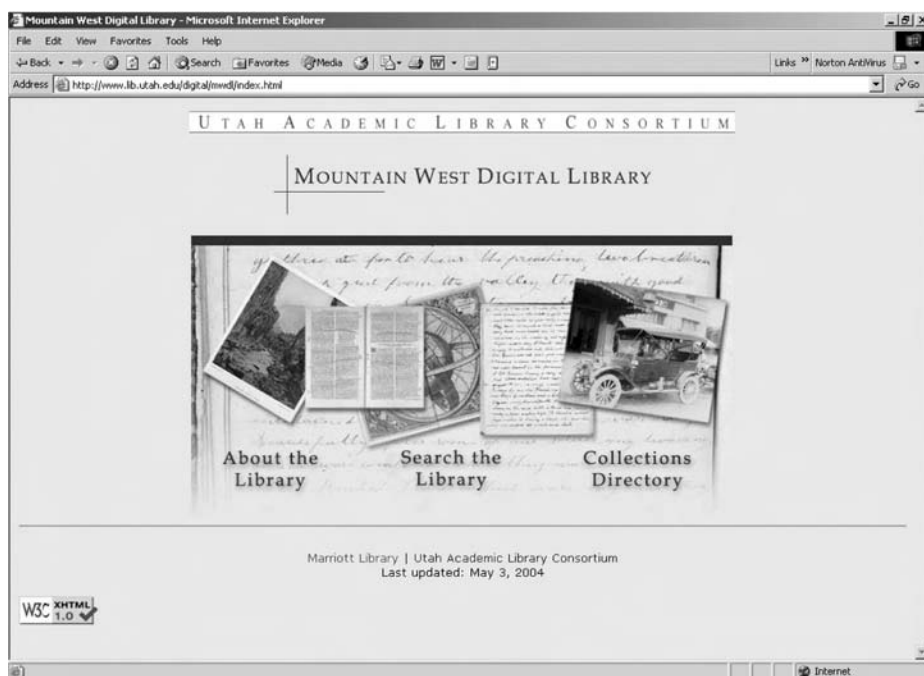 Mountain West Digital Library - Microsoft Internet Explorer
File Edit View Favorites Tools Help
Back Search Favorites Media Links » Norton AntiVirus
Address http://www.lib.utah.edu/digital/mwdl/index.html Go
UTAH ACADEMIC LIBRARY CONSORTIUM
MOUNTAIN WEST DIGITAL LIBRARY
About the Library
Search the Library
Collections Directory
Marriott Library | Utah Academic Library Consortium
Last updated: May 3, 2004
W3C XHTML 1.0
Internet